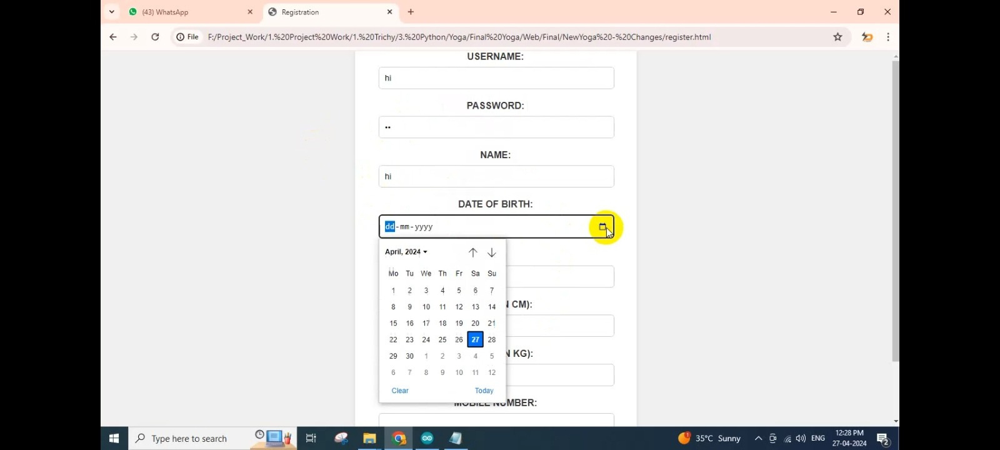 (43) WhatsApp
Registration
File
F:/Project_Work/1.%20Project%20Work/1.%20Trichy/3.%20Python/Yoga/Final%20Yoga/Web/Final/NewYoga%20-%20Changes/register.html
USERNAME:
hi
PASSWORD:
••
NAME:
hi
DATE OF BIRTH:
dd-mm-yyyy
April, 2024
Mo Tu We Th Fr Sa Su
1 2 3 4 5 6 7
8 9 10 11 12 13 14
N CM):
15 16 17 18 19 20 21
22 23 24 25 26 27 28
29 30 1 2 3 4 5
N KG):
6 7 8 9 10 11 12
Clear Today
MOBILE NUMBER:
Type here to search
1
35°C Sunny
ENG
12:28 PM
27-04-2024
2